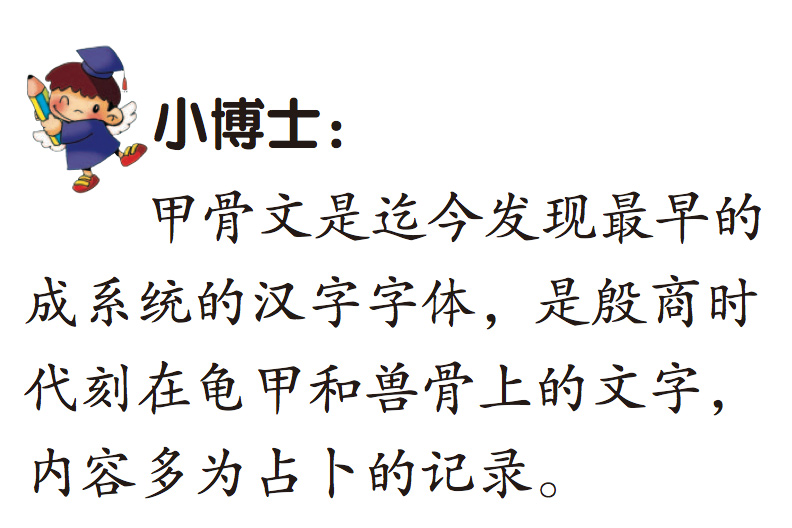 小博士：
甲骨文是迄今发现最早的
成系统的汉字字体，是殷商时
代刻在龟甲和兽骨上的文字，
内容多为占卜的记录。